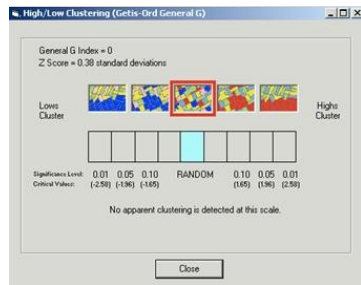 High/Low Clustering (Getis-Ord General G)
General G Index = 0
Z Score = 0.38 standard deviations
Lows
Cluster
Highs
Cluster
Significance Level: 0.01 0.05 0.10 RANDOM 0.10 0.05 0.01
Critical Values: (-2.58) (-1.96) (-1.65) (1.65) (1.96) (2.58)
No apparent clustering is detected at this scale.
Close